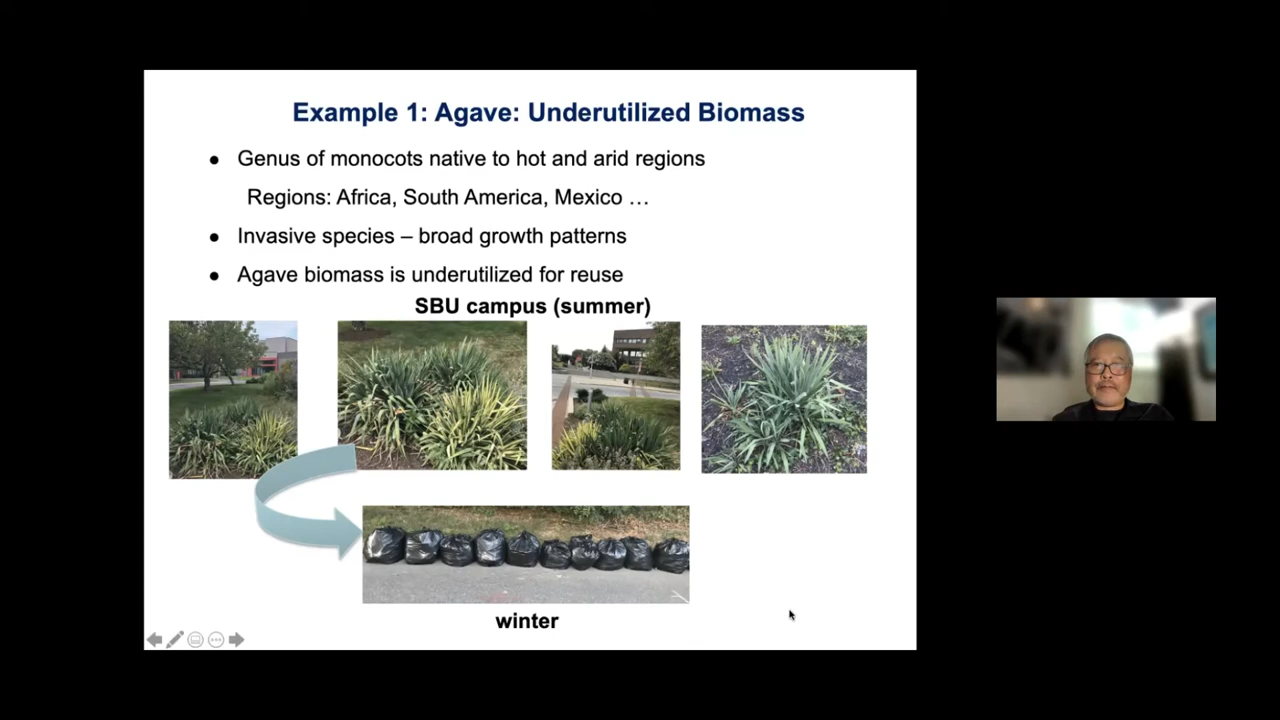 Example 1: Agave: Underutilized Biomass
● Genus of monocots native to hot and arid regions
Regions: Africa, South America, Mexico …
● Invasive species – broad growth patterns
● Agave biomass is underutilized for reuse
SBU campus (summer)
winter